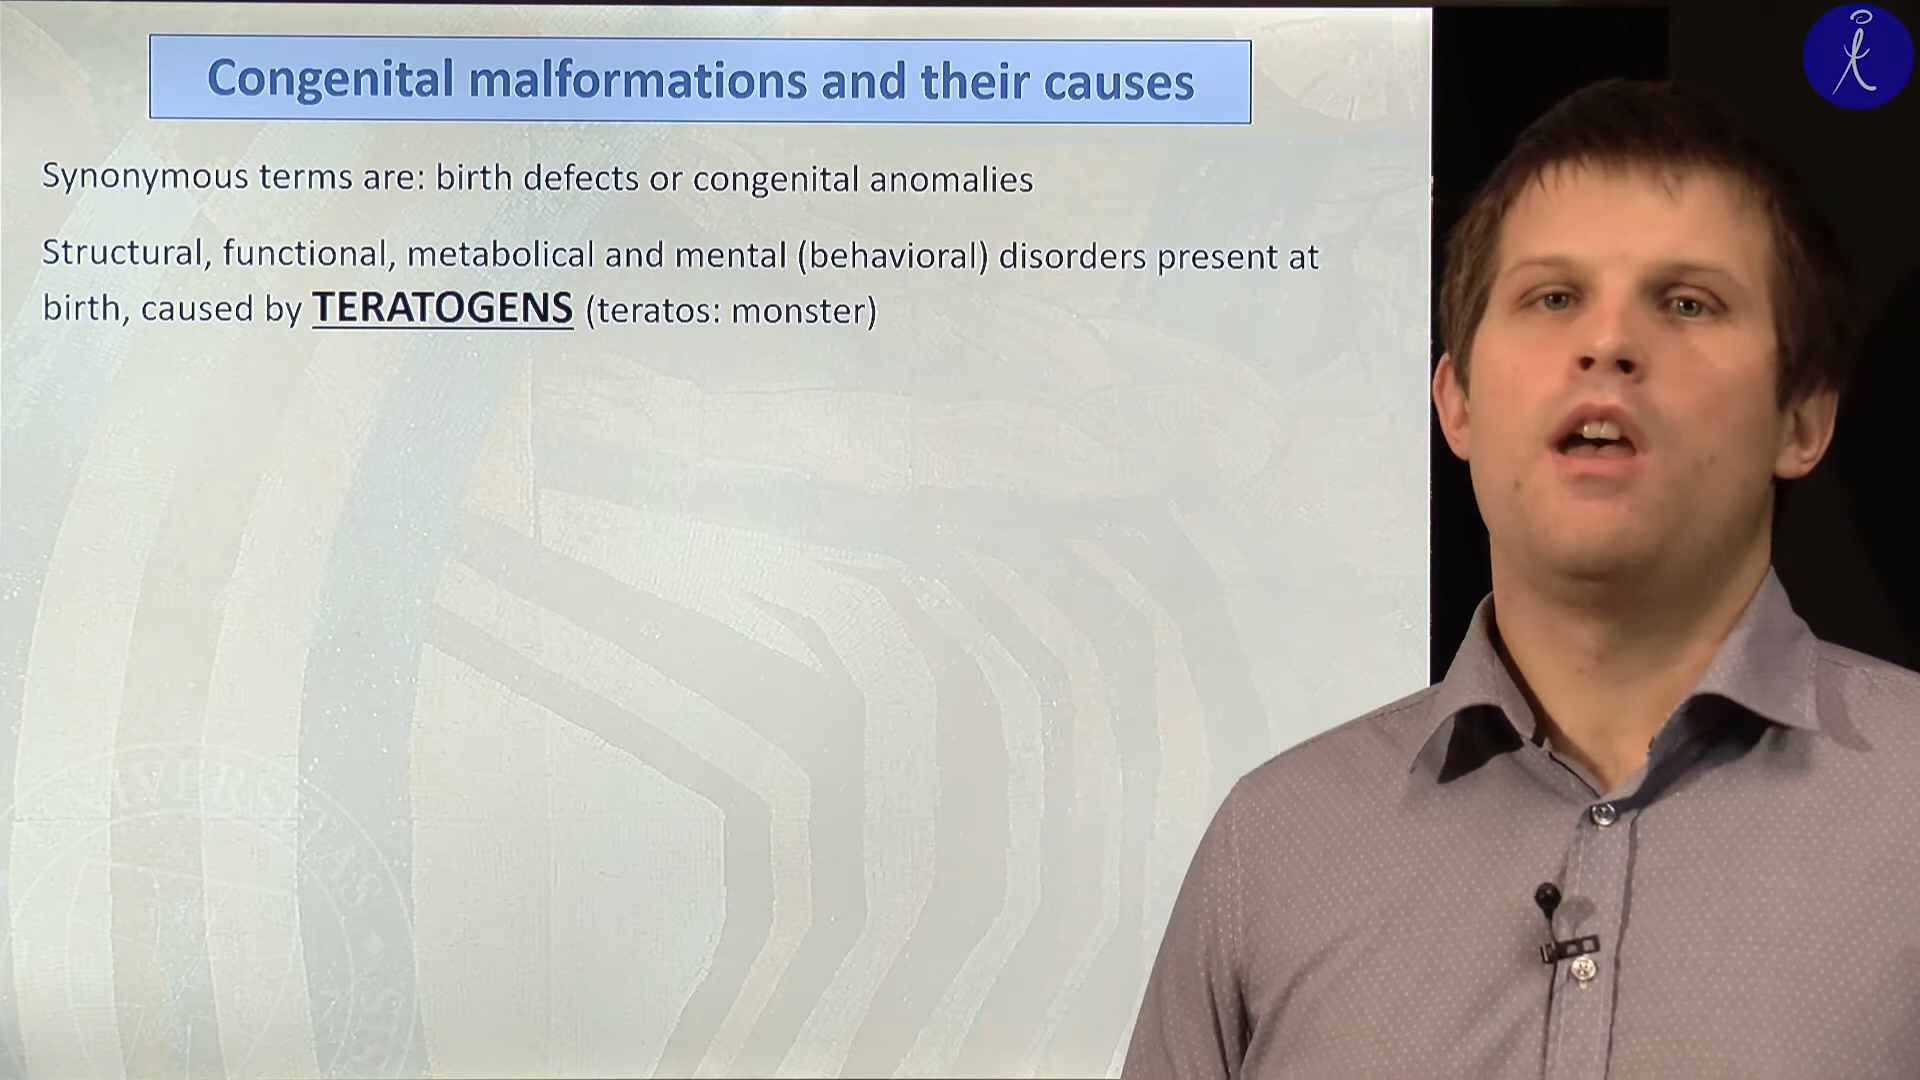 Congenital malformations and their causes
Synonymous terms are: birth defects or congenital anomalies
Structural, functional, metabolical and mental (behavioral) disorders present at
birth, caused by TERATOGENS (teratos: monster)